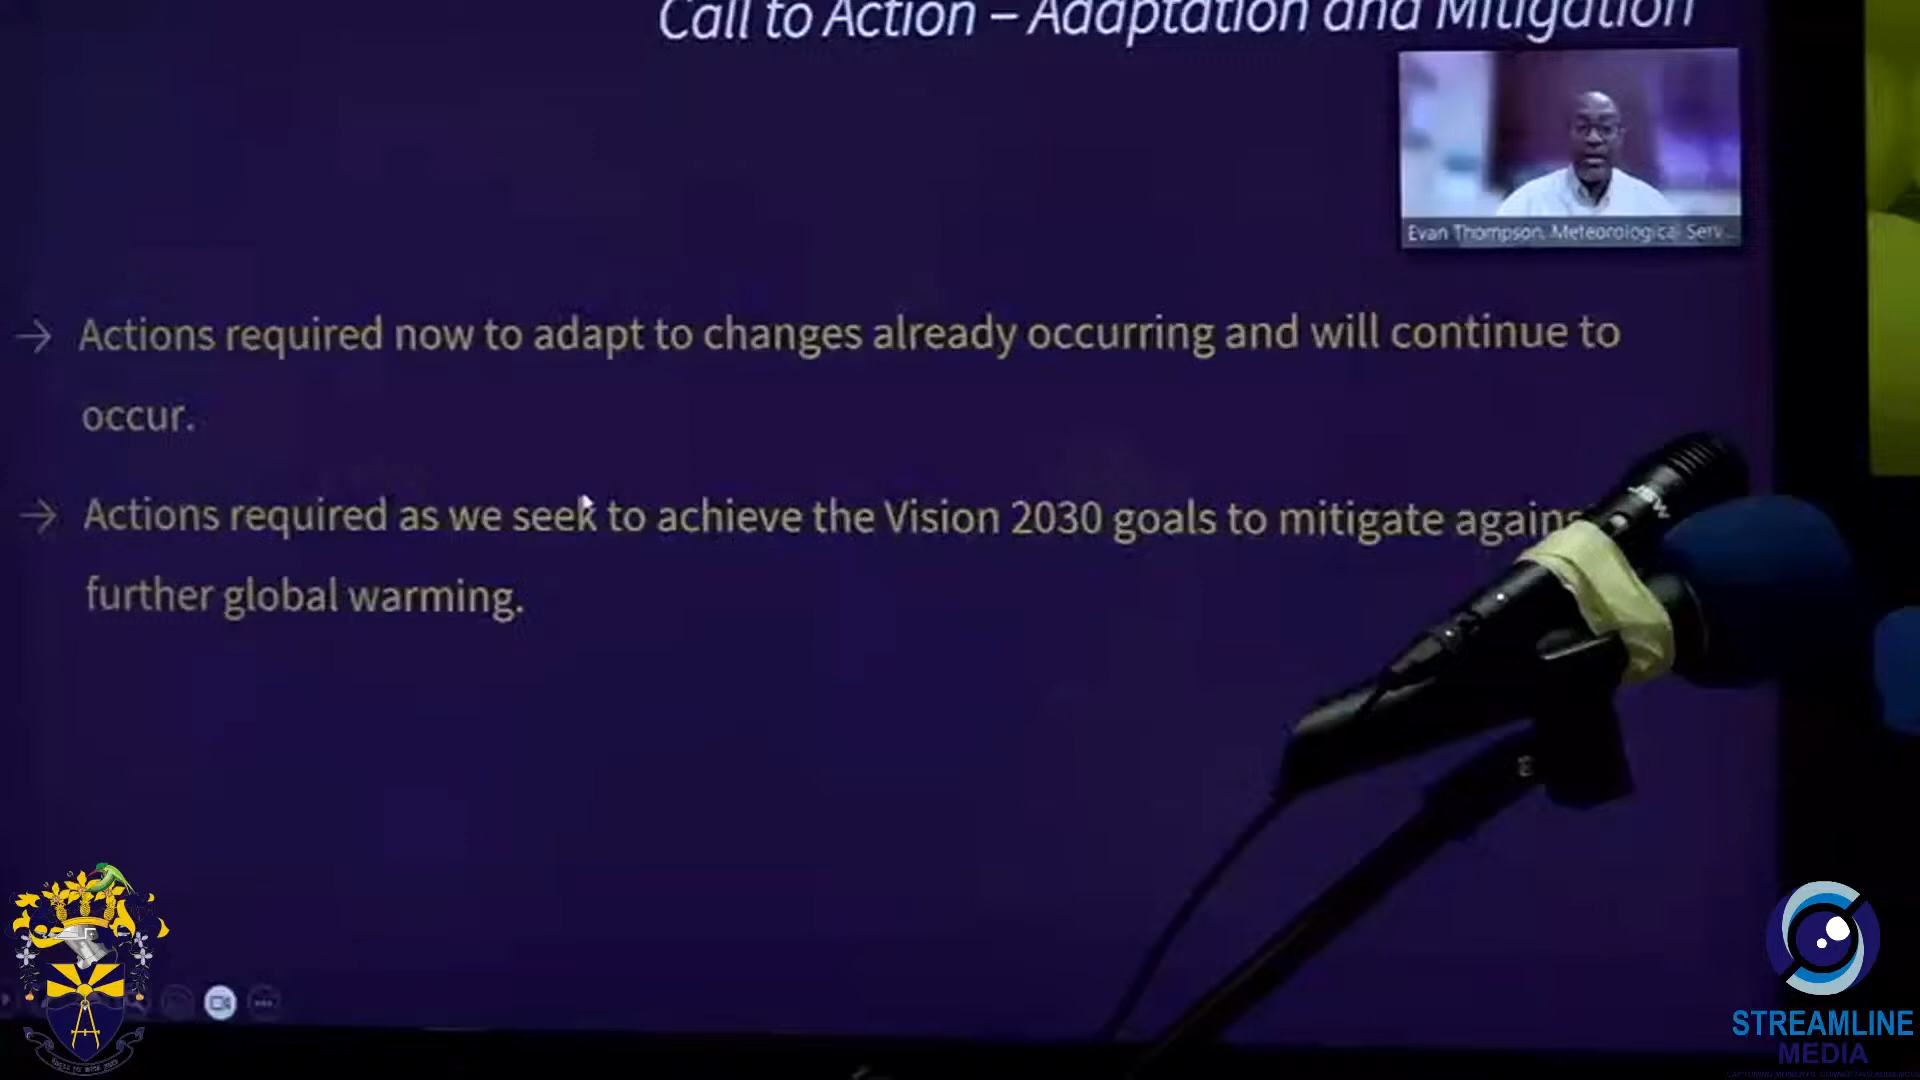 Call to Action – Adaptation and Mitigation
Evan Thompson, Meteorological Serv...
→ Actions required now to adapt to changes already occurring and will continue to
occur.
→ Actions required as we seek to achieve the Vision 2030 goals to mitigate
further global warming.
STREAMLINE
MEDIA